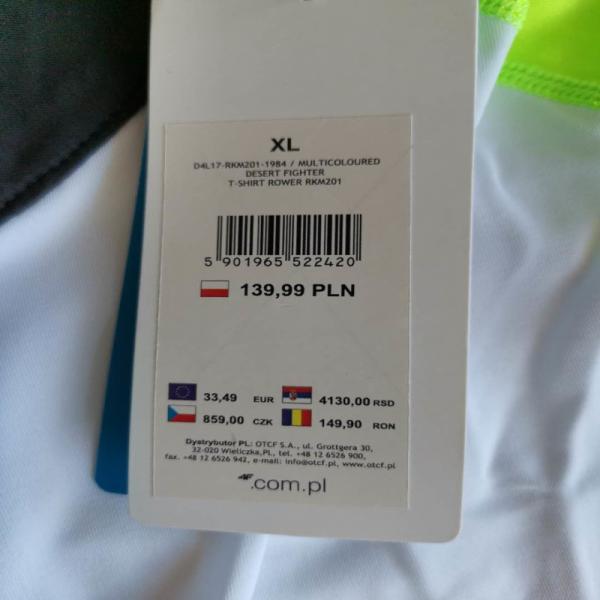 XL
D4L17-RKM201-1984 / MULTICOLOURED
DESERT FIGHTER
T-SHIRT ROWER RKM201
5 901965 522420
139,99 PLN
33,49 EUR 4130,00 RSD
859,00 CZK 149,90 RON
Dystrybutor PL: OTCF S.A., ul. Grottgera 30,
32-020 Wieliczka,PL, tel. +48 12 6526 900,
fax. +48 12 6526 942, e-mail: info@otcf.pl, www.otcf.pl
4F.com.pl